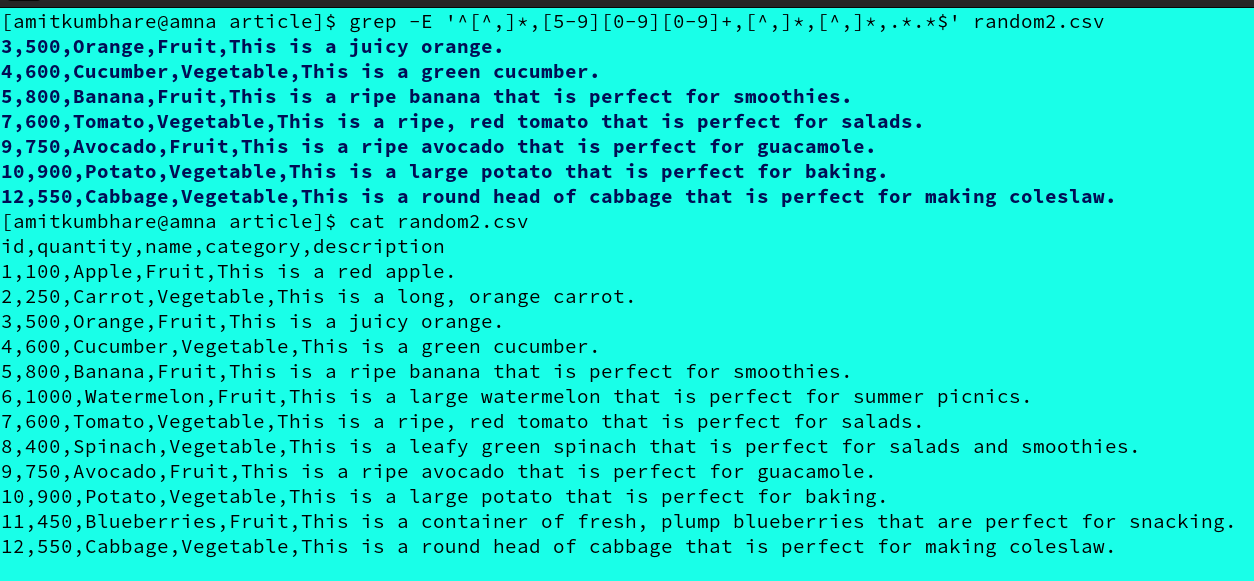 [amitkumbhare@amna article]$ grep -E '^[^,]*,[5-9][0-9][0-9]+,[^,]*,[^,]*,.*.*$' random2.csv
3,500,Orange,Fruit,This is a juicy orange.
4,600,Cucumber,Vegetable,This is a green cucumber.
5,800,Banana,Fruit,This is a ripe banana that is perfect for smoothies.
7,600,Tomato,Vegetable,This is a ripe, red tomato that is perfect for salads.
9,750,Avocado,Fruit,This is a ripe avocado that is perfect for guacamole.
10,900,Potato,Vegetable,This is a large potato that is perfect for baking.
12,550,Cabbage,Vegetable,This is a round head of cabbage that is perfect for making coleslaw.
[amitkumbhare@amna article]$ cat random2.csv
id,quantity,name,category,description
1,100,Apple,Fruit,This is a red apple.
2,250,Carrot,Vegetable,This is a long, orange carrot.
3,500,Orange,Fruit,This is a juicy orange.
4,600,Cucumber,Vegetable,This is a green cucumber.
5,800,Banana,Fruit,This is a ripe banana that is perfect for smoothies.
6,1000,Watermelon,Fruit,This is a large watermelon that is perfect for summer picnics.
7,600,Tomato,Vegetable,This is a ripe, red tomato that is perfect for salads.
8,400,Spinach,Vegetable,This is a leafy green spinach that is perfect for salads and smoothies.
9,750,Avocado,Fruit,This is a ripe avocado that is perfect for guacamole.
10,900,Potato,Vegetable,This is a large potato that is perfect for baking.
11,450,Blueberries,Fruit,This is a container of fresh, plump blueberries that are perfect for snacking.
12,550,Cabbage,Vegetable,This is a round head of cabbage that is perfect for making coleslaw.